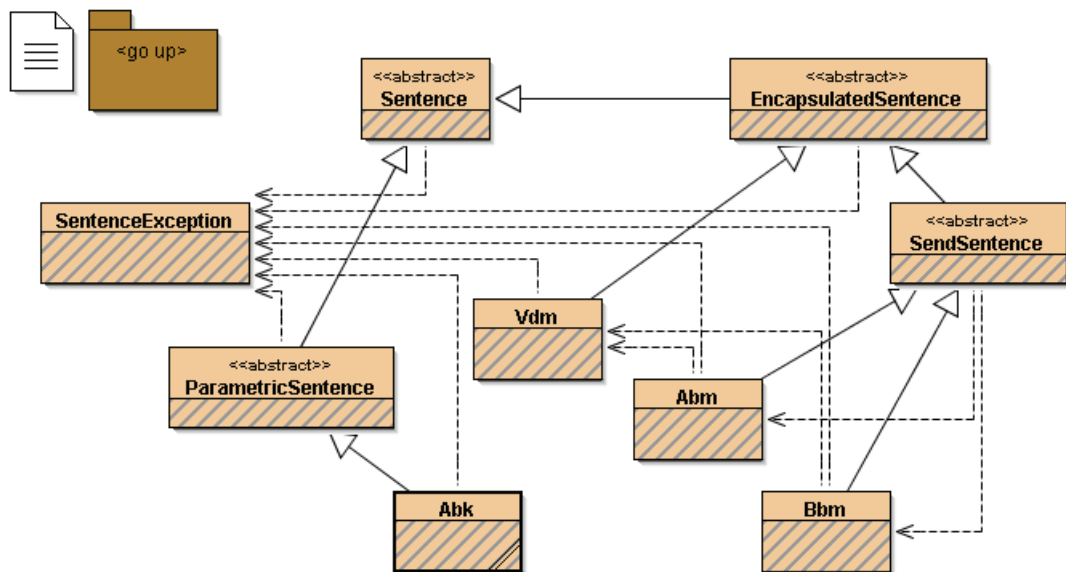 <go up>
<<abstract>>
Sentence
<<abstract>>
EncapsulatedSentence
SentenceException
<<abstract>>
SendSentence
Vdm
<<abstract>>
ParametricSentence
Abm
Abk
Bbm